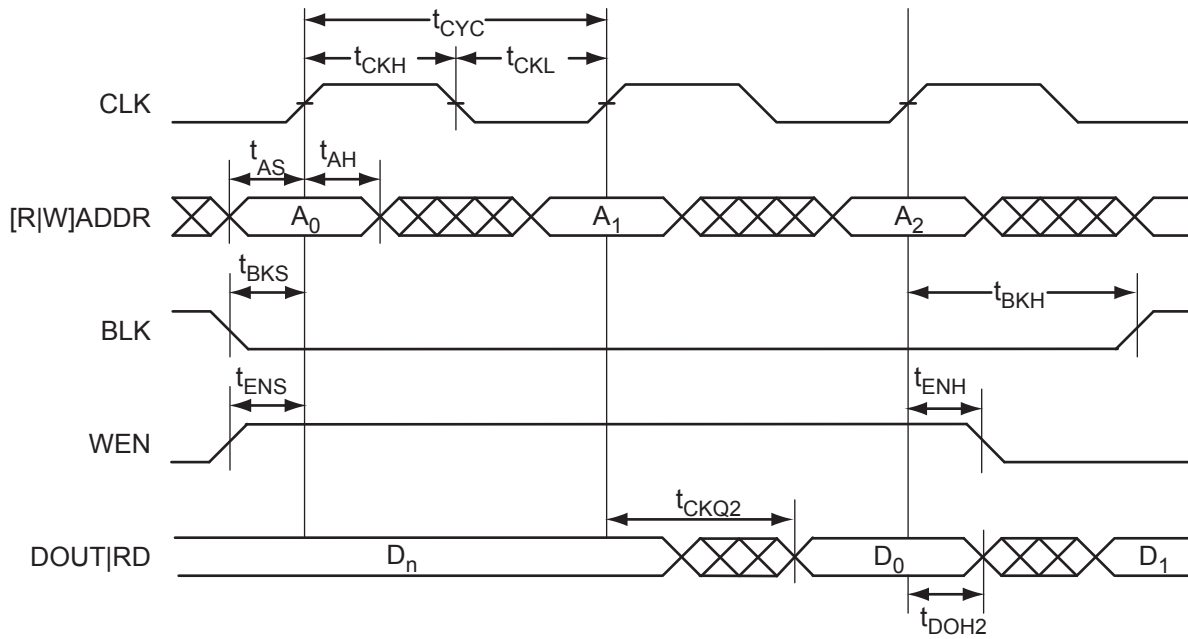 tCYC
tCKH tCKL
CLK
tAS tAH
[R|W]ADDR A0 A1 A2
tBKS tBKH
BLK
tENS tENH
WEN
tCKQ2
DOUT|RD Dn D0 D1
tDOH2